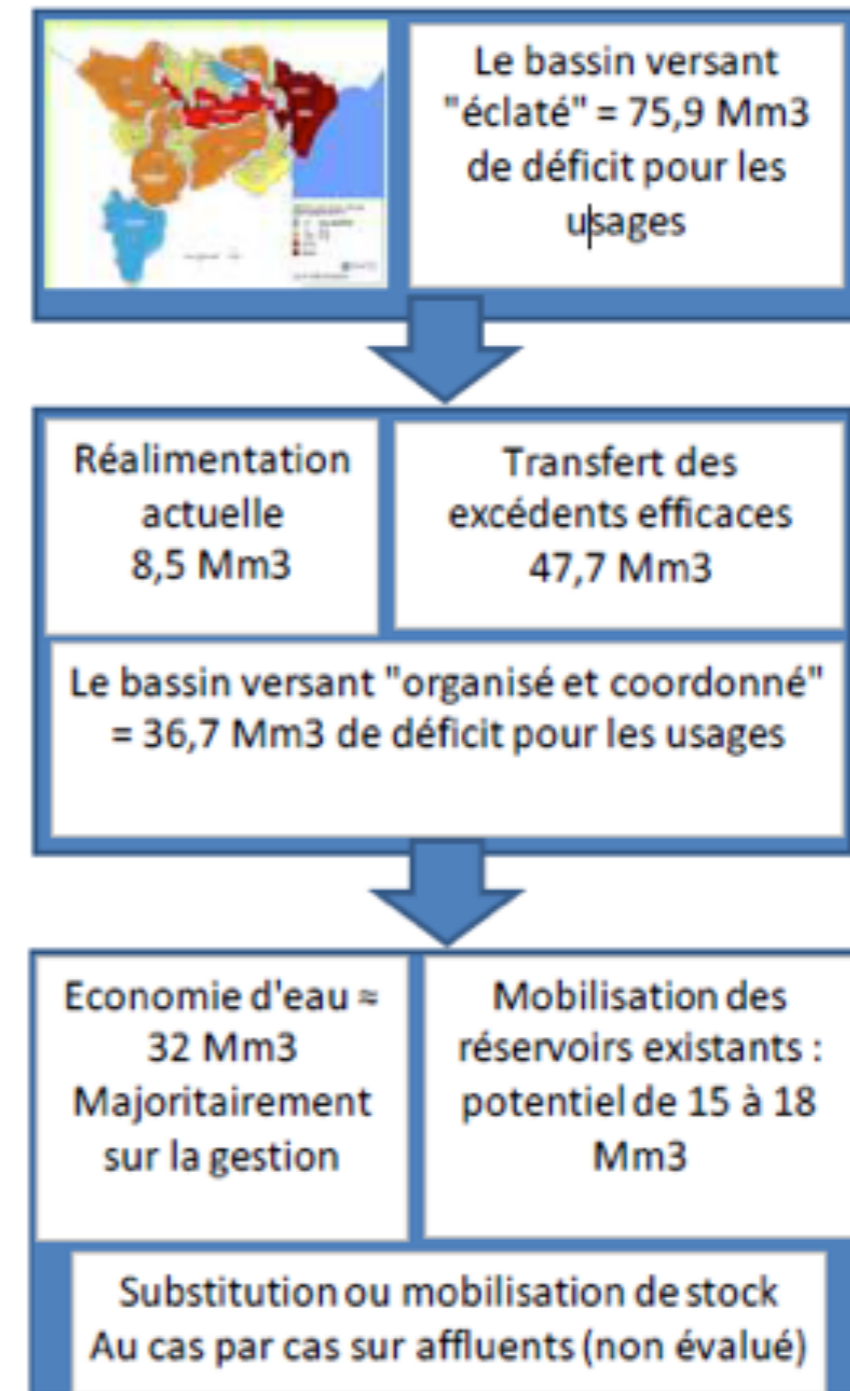 Le bassin versant
"éclaté" = 75,9 Mm3
de déficit pour les
usages
Réalimentation
actuelle
8,5 Mm3
Transfert des
excédents efficaces
47,7 Mm3
Le bassin versant "organisé et coordonné"
= 36,7 Mm3 de déficit pour les usages
Economie d'eau ≈
32 Mm3
Majoritairement
sur la gestion
Mobilisation des
réservoirs existants :
potentiel de 15 à 18
Mm3
Substitution ou mobilisation de stock
Au cas par cas sur affluents (non évalué)